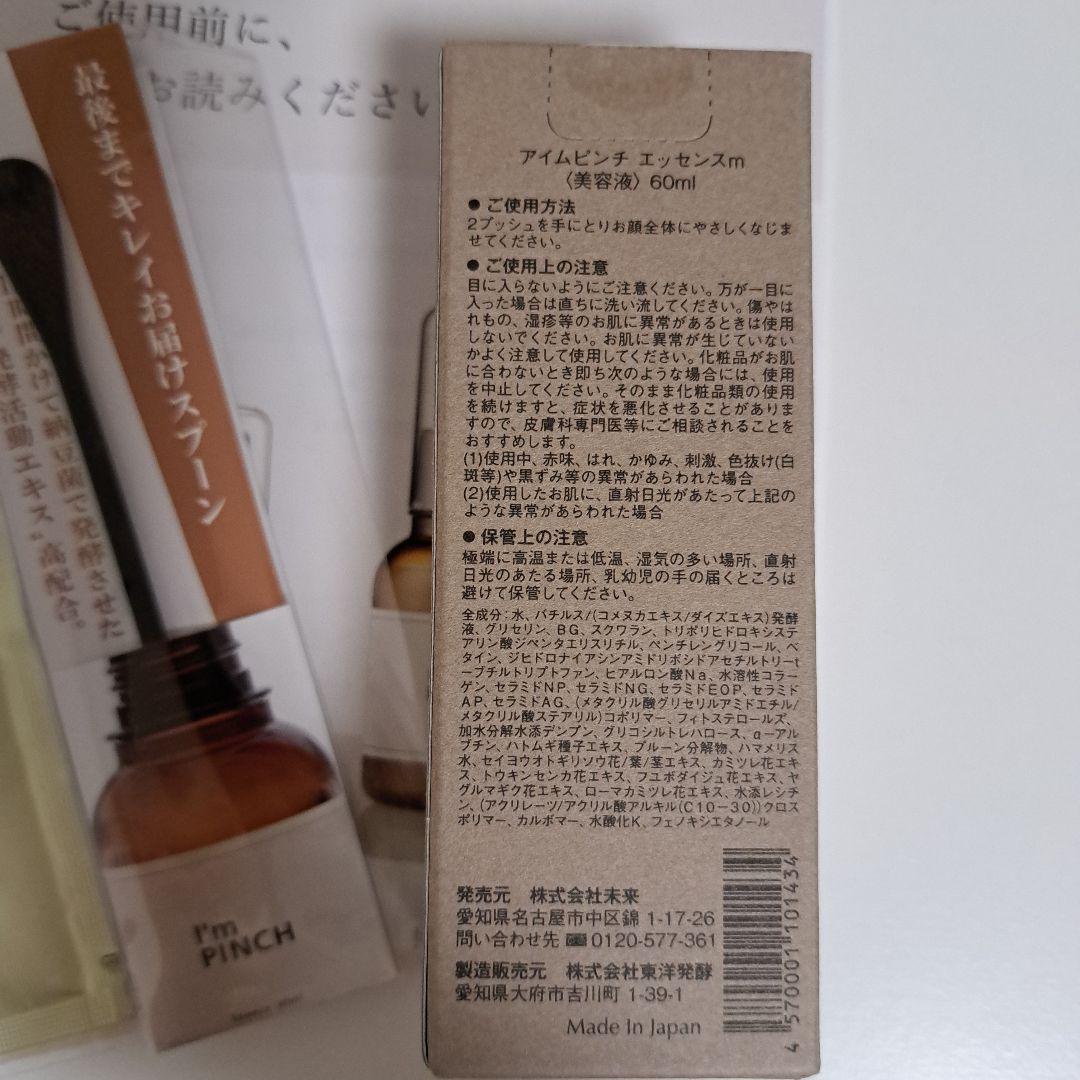 ご使用前に、
お読みください
最後までキレイお届けスプーン
間かけて納豆菌で発酵させた
発酵活動エキス"高配合。
I'm
PINCH
アイムピンチ エッセンスm
〈美容液〉60ml
● ご使用方法
2プッシュを手にとりお顔全体にやさしくなじま
せてください。
● ご使用上の注意
目に入らないようにご注意ください。万が一目に
入った場合は直ちに洗い流してください。傷やは
れもの、湿疹等のお肌に異常があるときは使用
しないでください。お肌に異常が生じていない
かよく注意して使用してください。化粧品がお肌
に合わないとき即ち次のような場合には、使用
を中止してください。そのまま化粧品類の使用
を続けますと、症状を悪化させることがありま
すので、皮膚科専門医等にご相談されることを
おすすめします。
(1)使用中、赤味、はれ、かゆみ、刺激、色抜け(白
斑等)や黒ずみ等の異常があらわれた場合
(2)使用したお肌に、直射日光があたって上記の
ような異常があらわれた場合
● 保管上の注意
極端に高温または低温、湿気の多い場所、直射
日光のあたる場所、乳幼児の手の届くところは
避けて保管してください。
全成分：水、バチルス/(コメヌカエキス/ダイズエキス)発酵
液、グリセリン、BG、スクワラン、トリポリヒドロキシステ
アリン酸ジペンタエリスリチル、ペンチレングリコール、ベ
タイン、ジヒドロナイアシンアミドリボシドアセチルトリーt
ーブチルトリプトファン、ヒアルロン酸Na、水溶性コラー
ゲン、セラミドNP、セラミドNG、セラミドEOP、セラミド
AP、セラミドAG、(メタクリル酸グリセリルアミドエチル/
メタクリル酸ステアリル)コポリマー、フィトステロールズ、
加水分解水添デンプン、グリコシルトレハロース、α－アル
ブチン、ハトムギ種子エキス、プルーン分解物、ハマメリス
水、セイヨウオトギリソウ花/葉/茎エキス、カミツレ花エキ
ス、トウキンセンカ花エキス、フユボダイジュ花エキス、ヤ
グルマギク花エキス、ローマカミツレ花エキス、水添レシチ
ン、(アクリレーツ/アクリル酸アルキル(C10－30))クロス
ポリマー、カルボマー、水酸化K、フェノキシエタノール
発売元　株式会社未来
愛知県名古屋市中区錦 1-17-26
問い合わせ先 0120-577-361
製造販売元　株式会社東洋発酵
愛知県大府市吉川町 1-39-1
Made In Japan
4 570001 101434